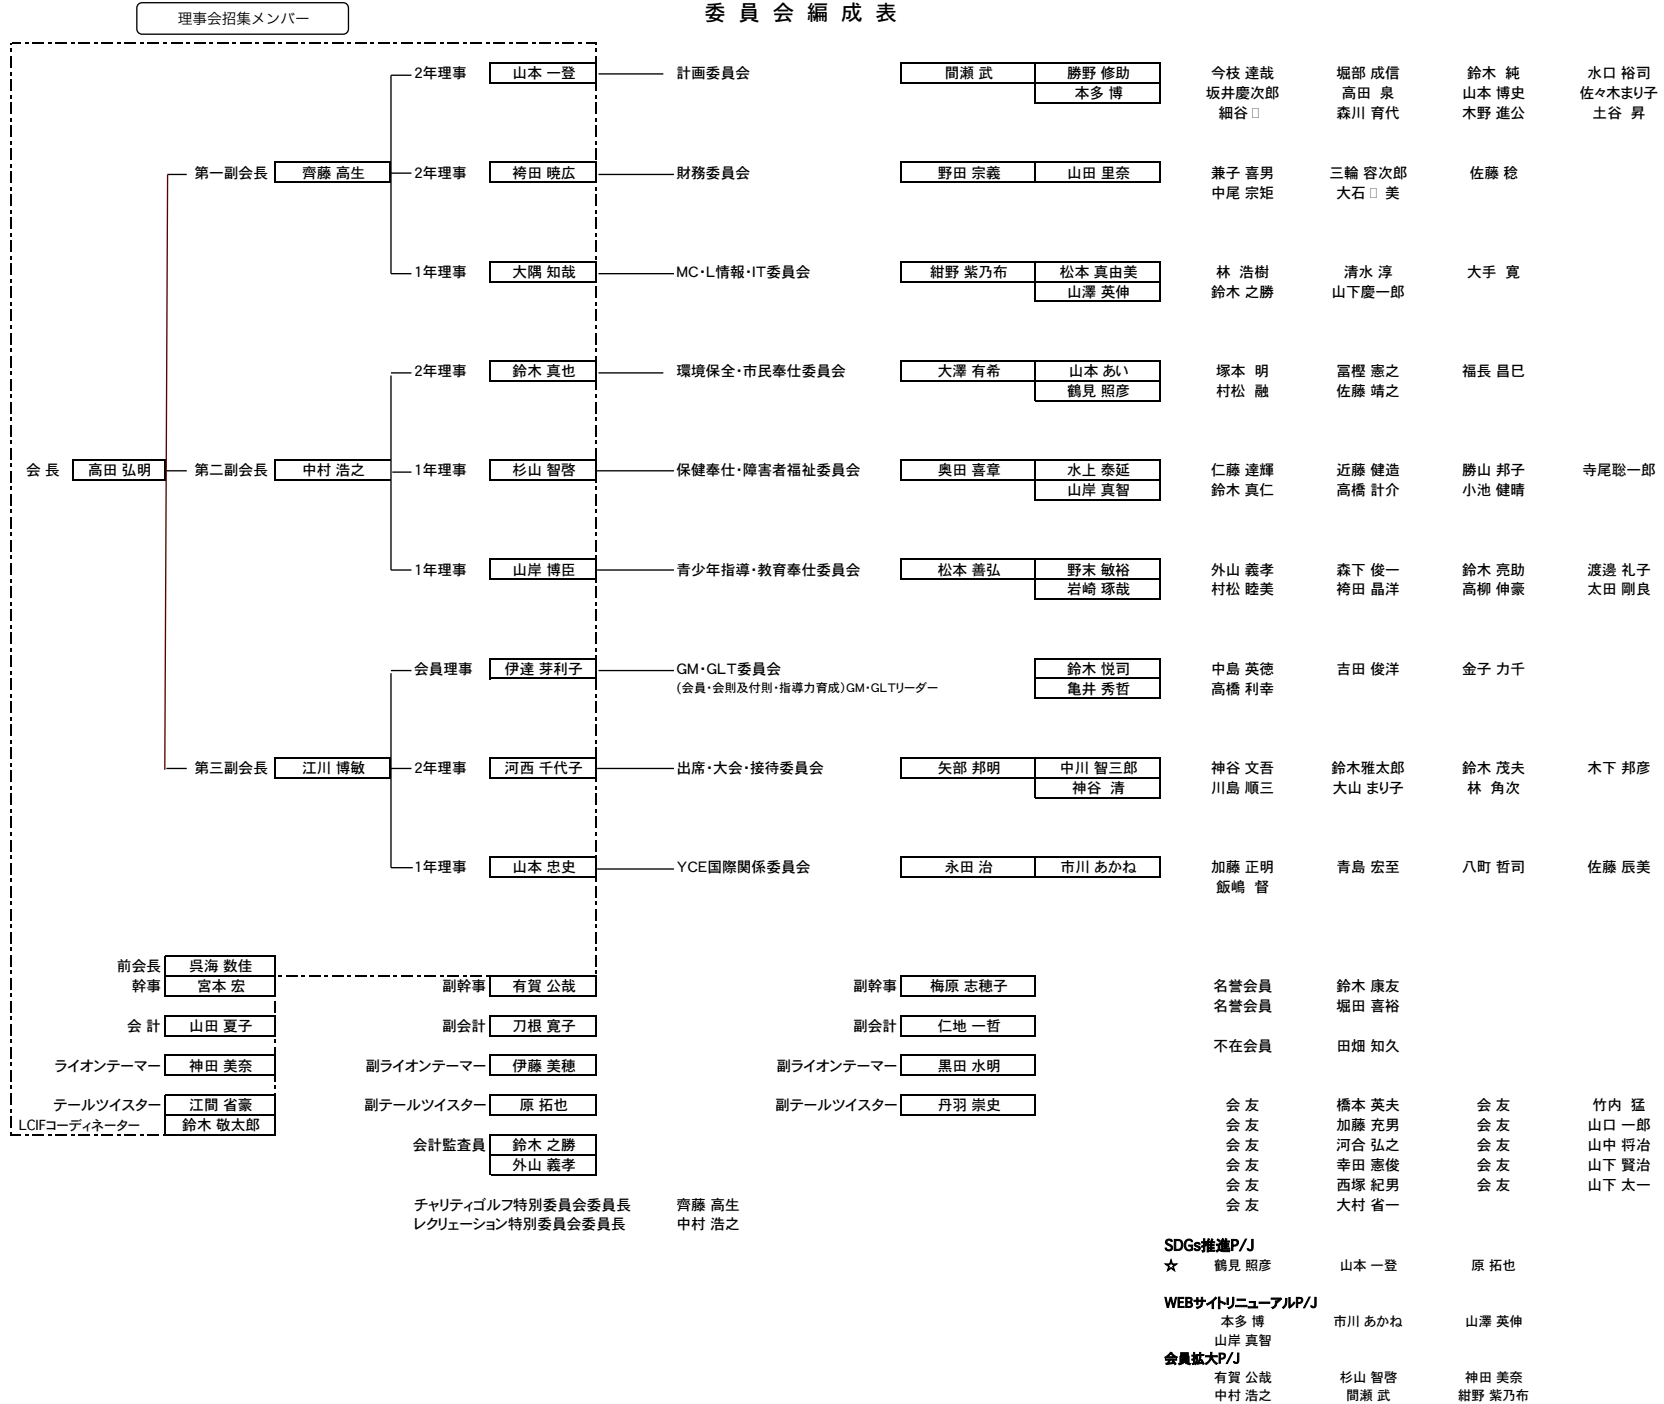 理事会招集メンバー
委員会編成表
2年理事 山本 一登 計画委員会 間瀬 武 勝野 修助 今枝 達哉 堀部 成信 鈴木 純 水口 裕司
本多 博 坂井慶次郎 高田 泉 山本 博史 佐々木まり子
細谷 □ 森川 育代 木野 進公 土谷 昇
第一副会長 齊藤 高生 2年理事 袴田 暁広 財務委員会 野田 宗義 山田 里奈 兼子 喜男 三輪 容次郎 佐藤 稔
中尾 宗矩 大石 □ 美
1年理事 大隅 知哉 MC・L情報・IT委員会 紺野 紫乃布 松本 真由美 林 浩樹 清水 淳 大手 寛
山澤 英伸 鈴木 之勝 山下慶一郎
2年理事 鈴木 真也 環境保全・市民奉仕委員会 大澤 有希 山本 あい 塚本 明 冨樫 憲之 福長 昌巳
鶴見 照彦 村松 融 佐藤 靖之
会 長 高田 弘明 第二副会長 中村 浩之 1年理事 杉山 智啓 保健奉仕・障害者福祉委員会 奥田 喜章 水上 泰延 仁藤 達輝 近藤 健造 勝山 邦子 寺尾聡一郎
山岸 真智 鈴木 真仁 高橋 計介 小池 健晴
1年理事 山岸 博臣 青少年指導・教育奉仕委員会 松本 善弘 野末 敏裕 外山 義孝 森下 俊一 鈴木 亮助 渡邊 礼子
岩崎 琢哉 村松 睦美 袴田 晶洋 高柳 伸豪 太田 剛良
会員理事 伊達 芽利子 GM・GLT委員会 鈴木 悦司 中島 英徳 吉田 俊洋 金子 力千
(会員・会則及付則・指導力育成)GM・GLTリーダー 亀井 秀哲 高橋 利幸
第三副会長 江川 博敏 2年理事 河西 千代子 出席・大会・接待委員会 矢部 邦明 中川 智三郎 神谷 文吾 鈴木雅太郎 鈴木 茂夫 木下 邦彦
神谷 清 川島 順三 大山 まり子 林 角次
1年理事 山本 忠史 YCE国際関係委員会 永田 治 市川 あかね 加藤 正明 青島 宏至 八町 哲司 佐藤 辰美
飯嶋 督
前会長 呉海 数佳
幹事 宮本 宏 副幹事 有賀 公哉 副幹事 梅原 志穂子 名誉会員 鈴木 康友
名誉会員 堀田 喜裕
会 計 山田 夏子 副会計 刀根 寛子 副会計 仁地 一哲
不在会員 田畑 知久
ライオンテーマー 神田 美奈 副ライオンテーマー 伊藤 美穂 副ライオンテーマー 黒田 水明
テールツイスター 江間 省豪 副テールツイスター 原 拓也 副テールツイスター 丹羽 崇史 会 友 橋本 英夫 会 友 竹内 猛
LCIFコーディネーター 鈴木 敬太郎 会 友 加藤 充男 会 友 山口 一郎
会計監査員 鈴木 之勝 会 友 河合 弘之 会 友 山中 将冶
外山 義孝 会 友 幸田 憲俊 会 友 山下 賢治
会 友 西塚 紀男 会 友 山下 太一
チャリティゴルフ特別委員会委員長 齊藤 高生 会 友 大村 省一
レクリェーション特別委員会委員長 中村 浩之
SDGs推進P/J
☆ 鶴見 照彦 山本 一登 原 拓也
WEBサイトリニューアルP/J
本多 博 市川 あかね 山澤 英伸
山岸 真智
会員拡大P/J
有賀 公哉 杉山 智啓 神田 美奈
中村 浩之 間瀬 武 紺野 紫乃布